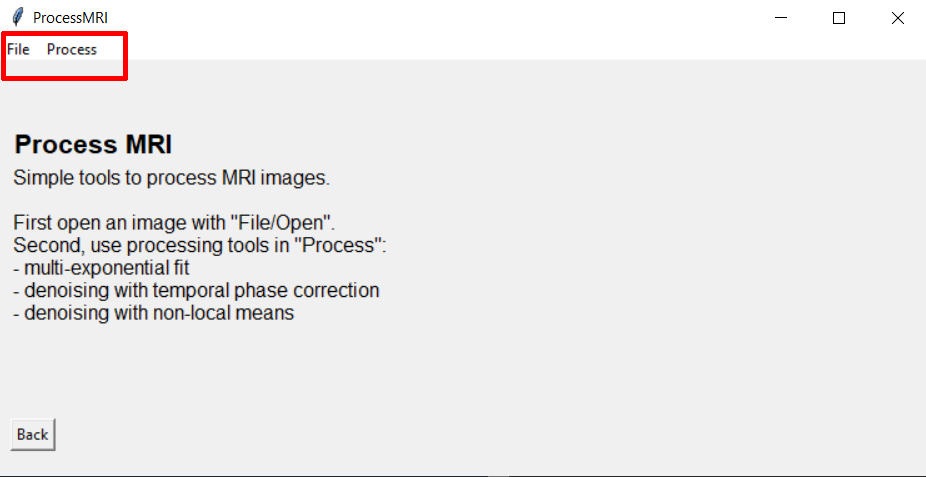 ProcessMRI
File Process
Process MRI
Simple tools to process MRI images.
First open an image with "File/Open".
Second, use processing tools in "Process":
- multi-exponential fit
- denoising with temporal phase correction
- denoising with non-local means
Back